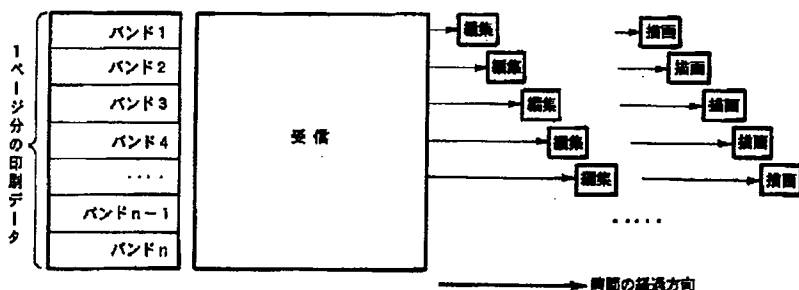 1ページ分の印刷データ
バンド1
バンド2
バンド3
バンド4
‥‥
バンドn－1
バンドn
受信
編集
編集
編集
編集
編集
描画
描画
描画
描画
描画
‥‥‥
時間の経過方向